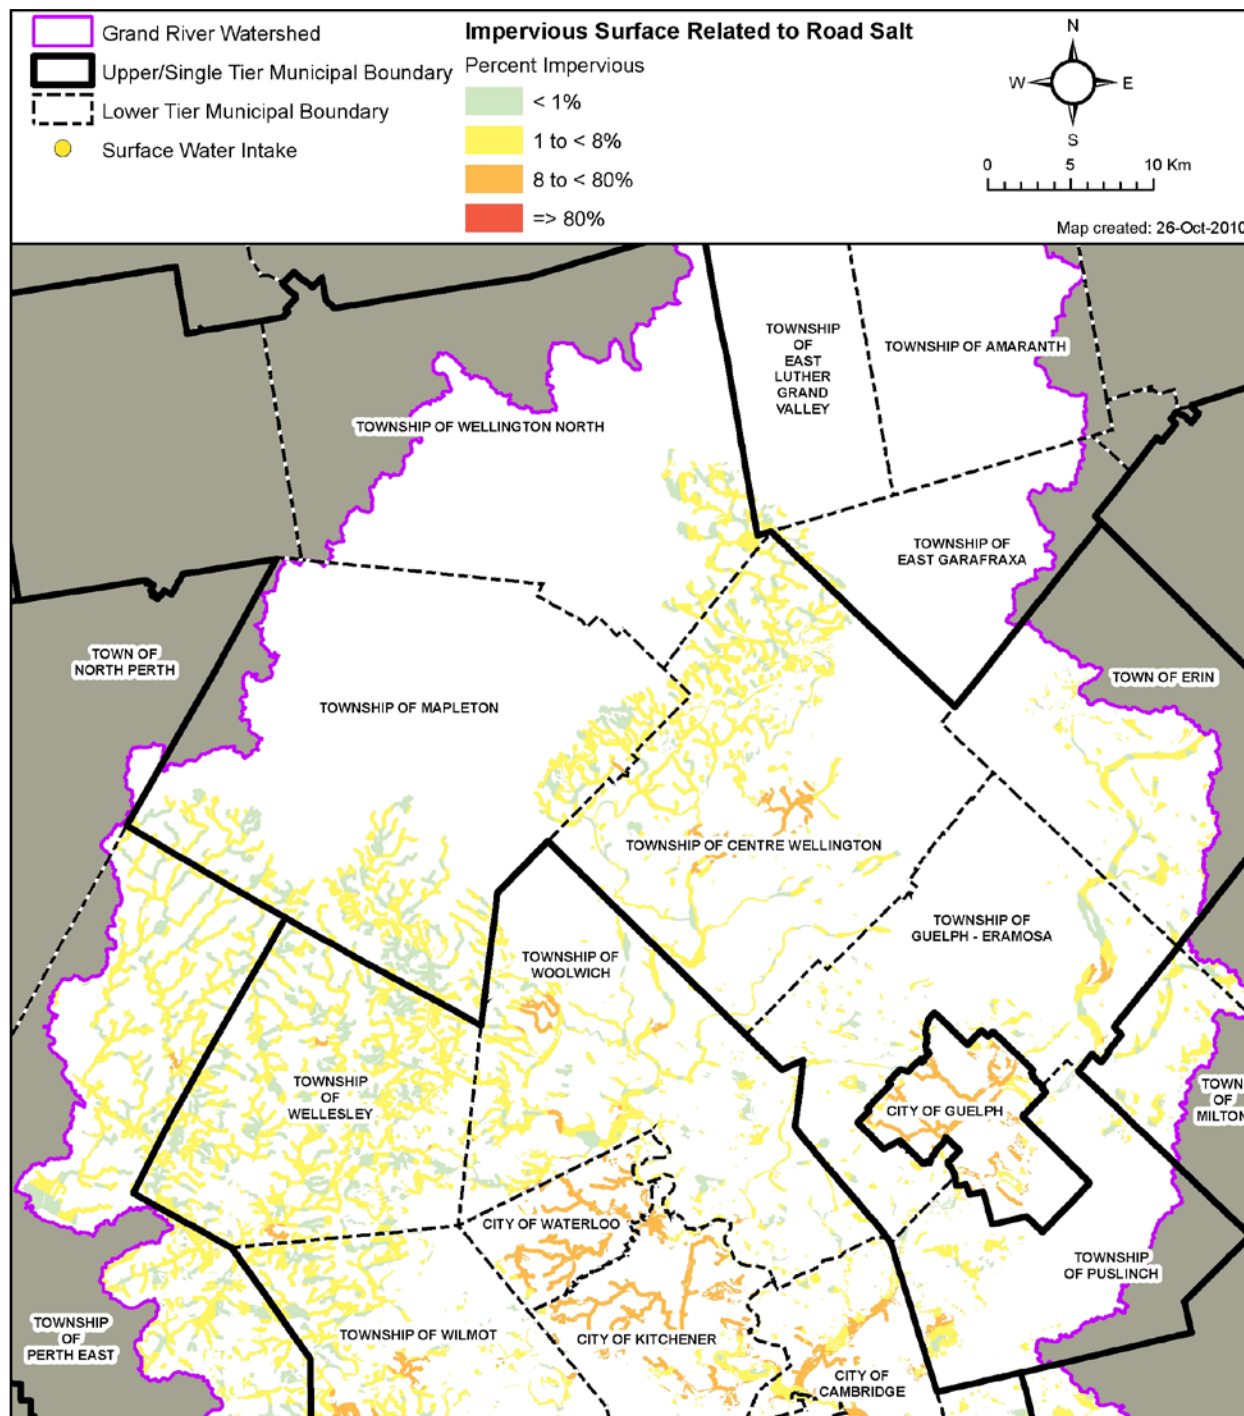 Grand River Watershed
Upper/Single Tier Municipal Boundary
Lower Tier Municipal Boundary
Surface Water Intake
Impervious Surface Related to Road Salt
Percent Impervious
< 1%
1 to < 8%
8 to < 80%
=> 80%
N
W
E
S
0 5 10 Km
Map created: 26-Oct-2010
TOWNSHIP
OF
EAST
LUTHER
GRAND
VALLEY
TOWNSHIP OF AMARANTH
TOWNSHIP OF WELLINGTON NORTH
TOWNSHIP OF
EAST GARAFRAXA
TOWN OF
NORTH PERTH
TOWN OF ERIN
TOWNSHIP OF MAPLETON
TOWNSHIP OF CENTRE WELLINGTON
TOWNSHIP OF
GUELPH - ERAMOSA
TOWNSHIP OF
WOOLWICH
TOWNSHIP
OF
WELLESLEY
CITY OF GUELPH
TOWN
OF
MILTON
CITY OF WATERLOO
TOWNSHIP
OF PUSLINCH
TOWNSHIP
OF
PERTH EAST
TOWNSHIP OF WILMOT
CITY OF KITCHENER
CITY OF
CAMBRIDGE